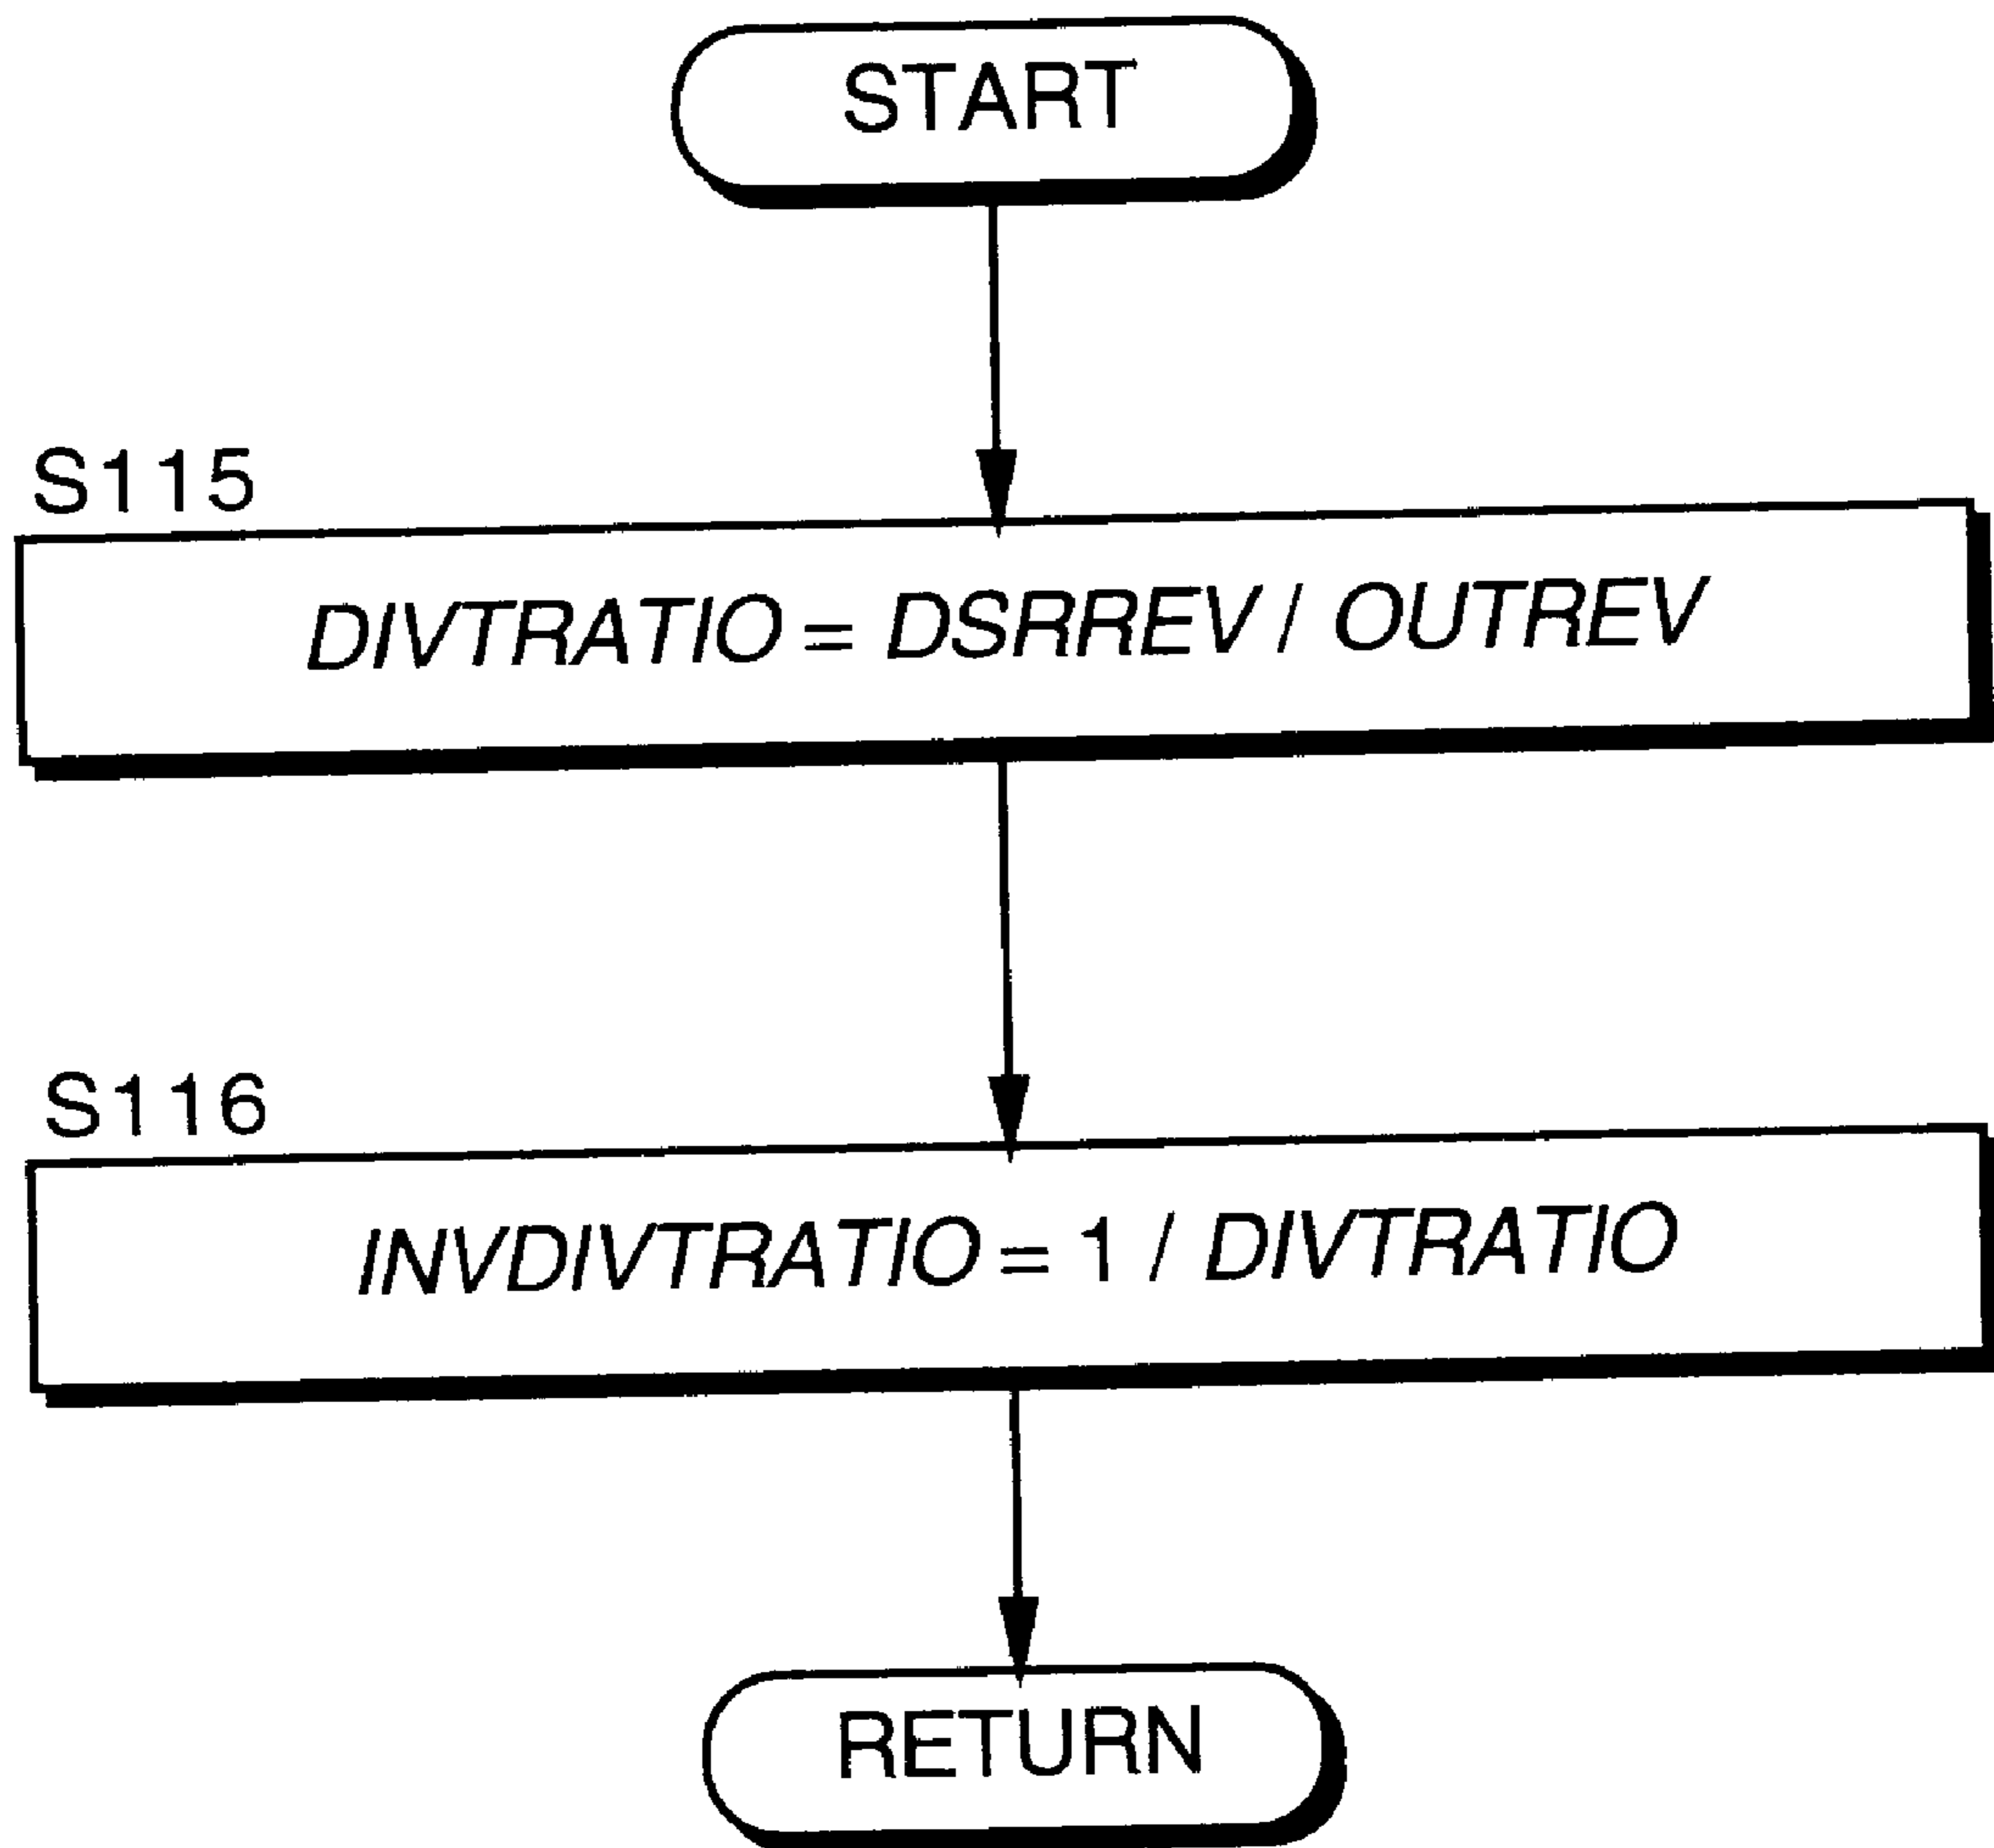 START
S115
DIVTRATIO = DSRREV / OUTREV
S116
INVDIVTRATIO = 1 / DIVTRATIO
RETURN